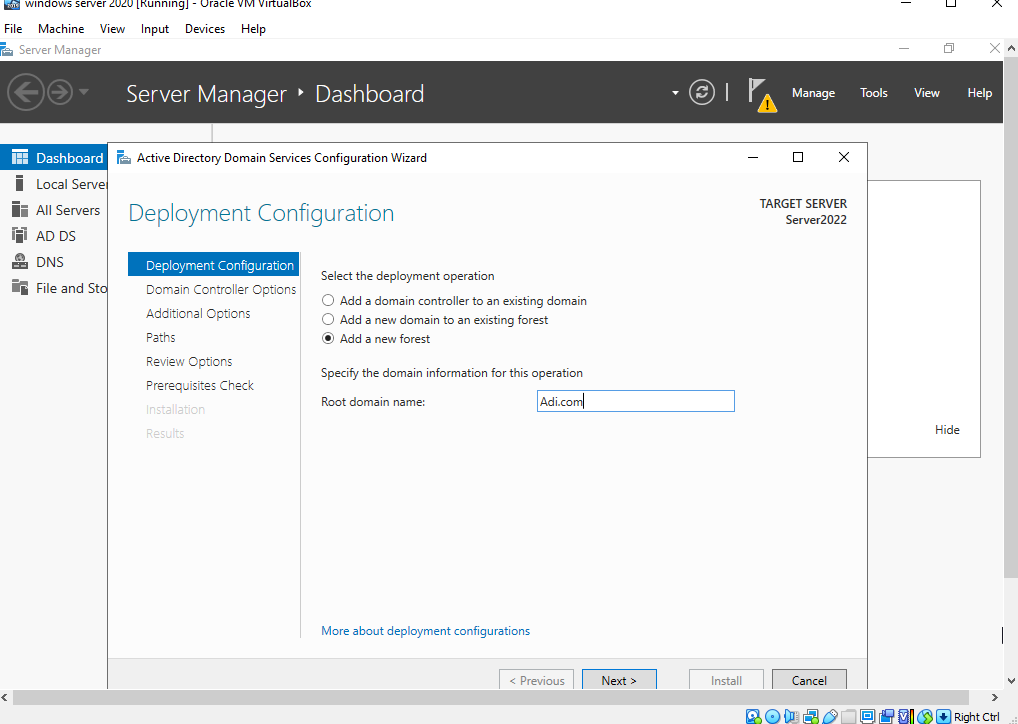 windows server 2020 [Running] - Oracle VM VirtualBox
File Machine View Input Devices Help
Server Manager
Server Manager Dashboard
Manage Tools View Help
Dashboard
Local Server
All Servers
AD DS
DNS
File and Sto
Active Directory Domain Services Configuration Wizard
Deployment Configuration
TARGET SERVER
Server2022
Deployment Configuration
Domain Controller Options
Additional Options
Paths
Review Options
Prerequisites Check
Installation
Results
Select the deployment operation
Add a domain controller to an existing domain
Add a new domain to an existing forest
Add a new forest
Specify the domain information for this operation
Root domain name: Adi.com
More about deployment configurations
Hide
< Previous Next > Install Cancel
Right Ctrl